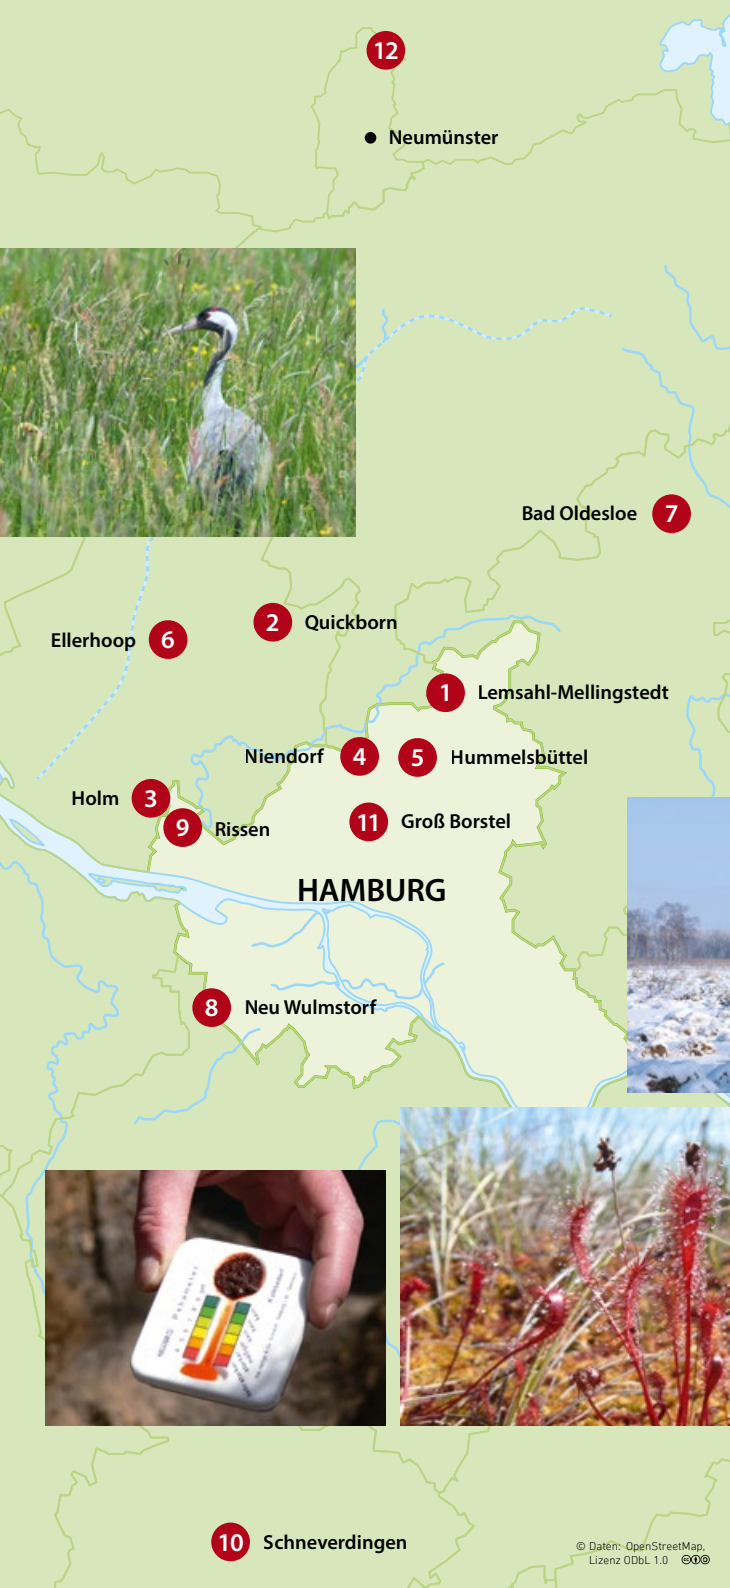 12
Neumünster
Bad Oldesloe 7
2 Quickborn
Ellerhoop 6
1 Lemsahl-Mellingstedt
Niendorf 4
5 Hummelsbüttel
Holm 3
11 Groß Borstel
9 Rissen
HAMBURG
8 Neu Wulmstorf
10 Schneverdingen
© Daten: OpenStreetMap,
Lizenz ODbL 1.0